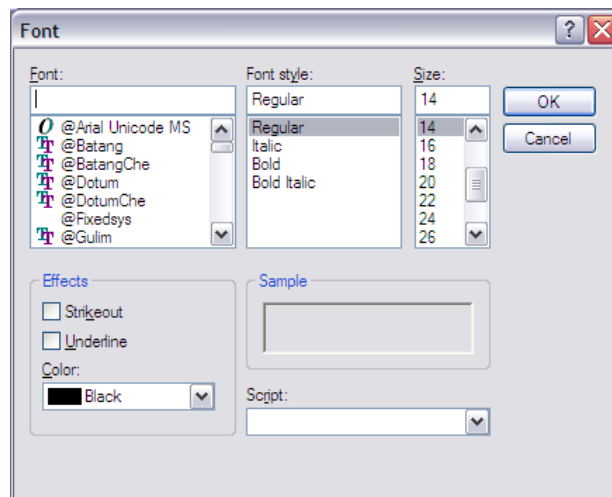 Font
Font:
Font style:
Size:
Regular
14
OK
Cancel
@Arial Unicode MS
@Batang
@BatangChe
@Dotum
@DotumChe
@Fixedsys
@Gulim
Regular
Italic
Bold
Bold Italic
14
16
18
20
22
24
26
Effects
Strikeout
Underline
Color:
Black
Sample
Script: